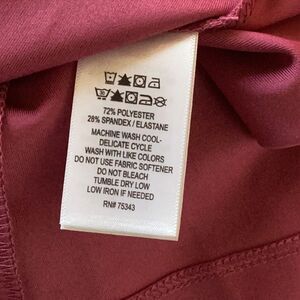 72% POLYESTER
28% SPANDEX / ELASTANE
MACHINE WASH COOL-
DELICATE CYCLE
WASH WITH LIKE COLORS
DO NOT USE FABRIC SOFTENER
DO NOT BLEACH
TUMBLE DRY LOW
LOW IRON IF NEEDED
RN# 75343